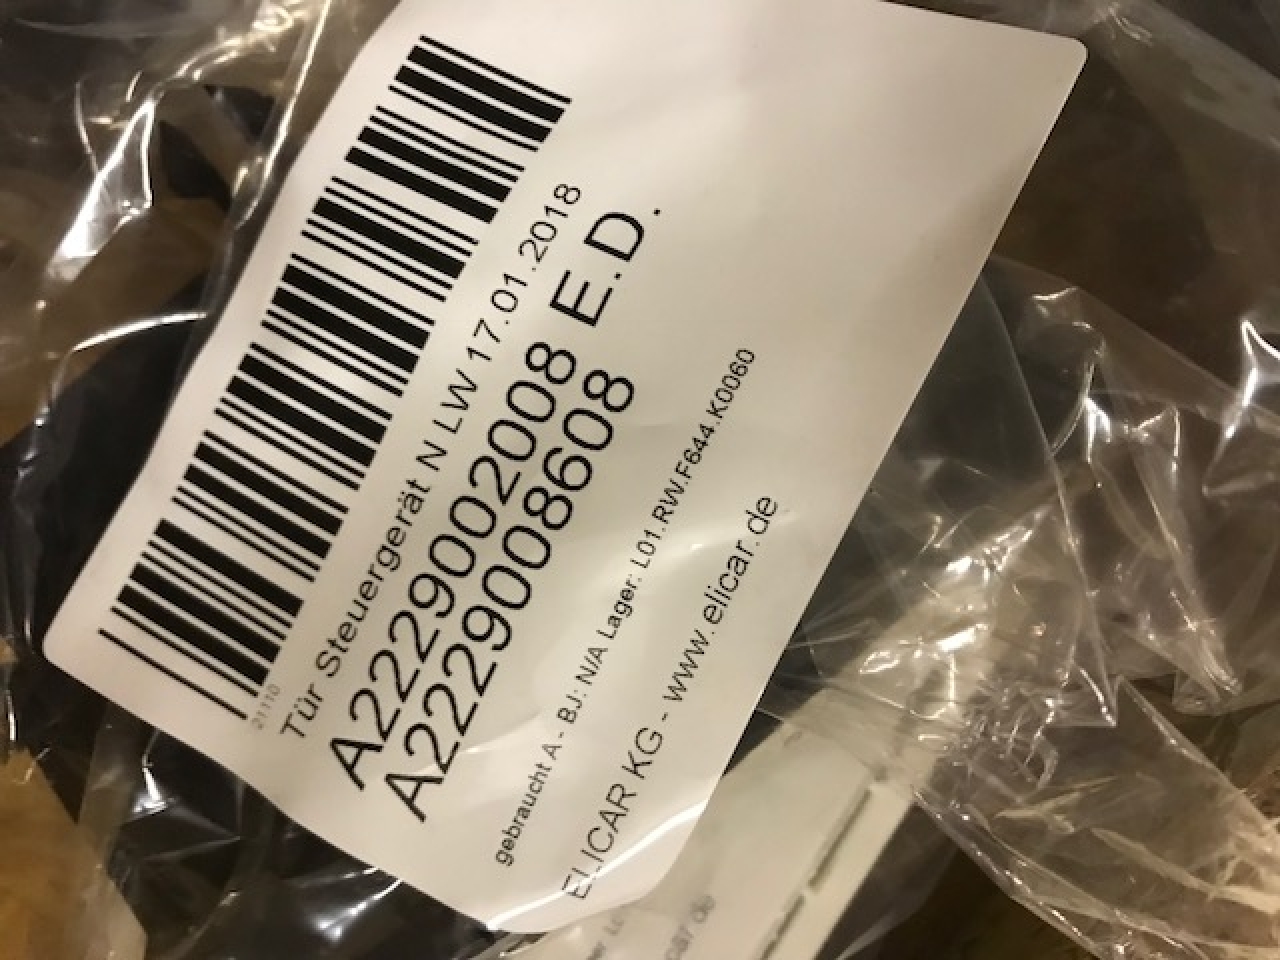 21110
Tür Steuergerät N LW 17.01.2018
A2229002008 E.D.
A2229008608
gebraucht A - BJ: N/A Lager: L01.RW.F644.K0060
ELICAR KG - www.elicar.de